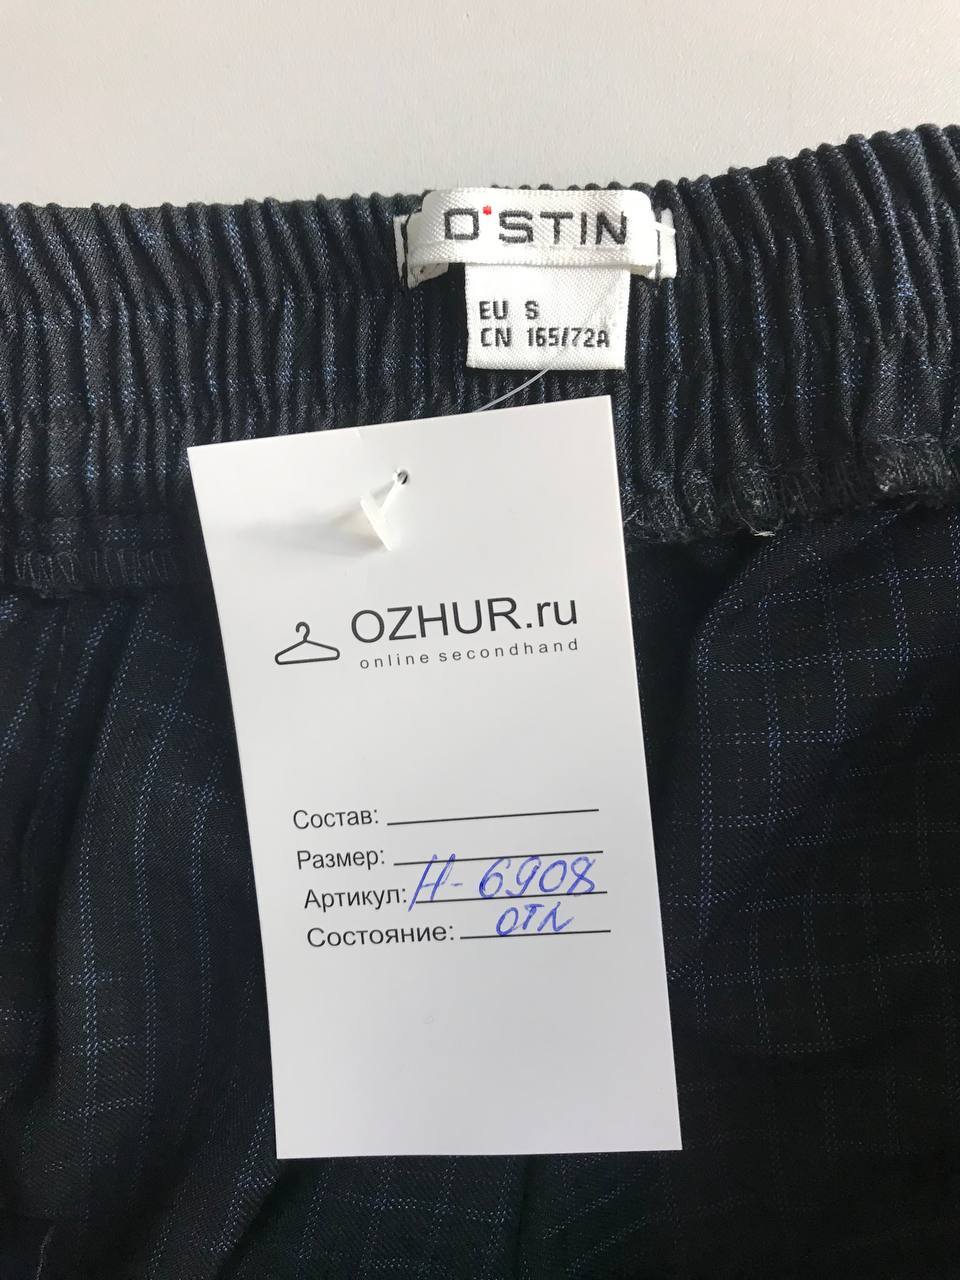 O'STIN
EU S
CN 165/72A
OZHUR.ru
online secondhand
Состав:
Размер:
Артикул: Н-6908
Состояние: отл